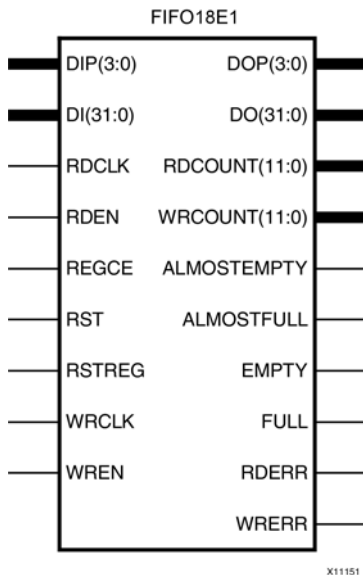 FIFO18E1
DIP(3:0) DOP(3:0)
DI(31:0) DO(31:0)
RDCLK RDCOUNT(11:0)
RDEN WRCOUNT(11:0)
REGCE ALMOSTEMPTY
RST ALMOSTFULL
RSTREG EMPTY
WRCLK FULL
WREN RDERR
WRERR
X11151